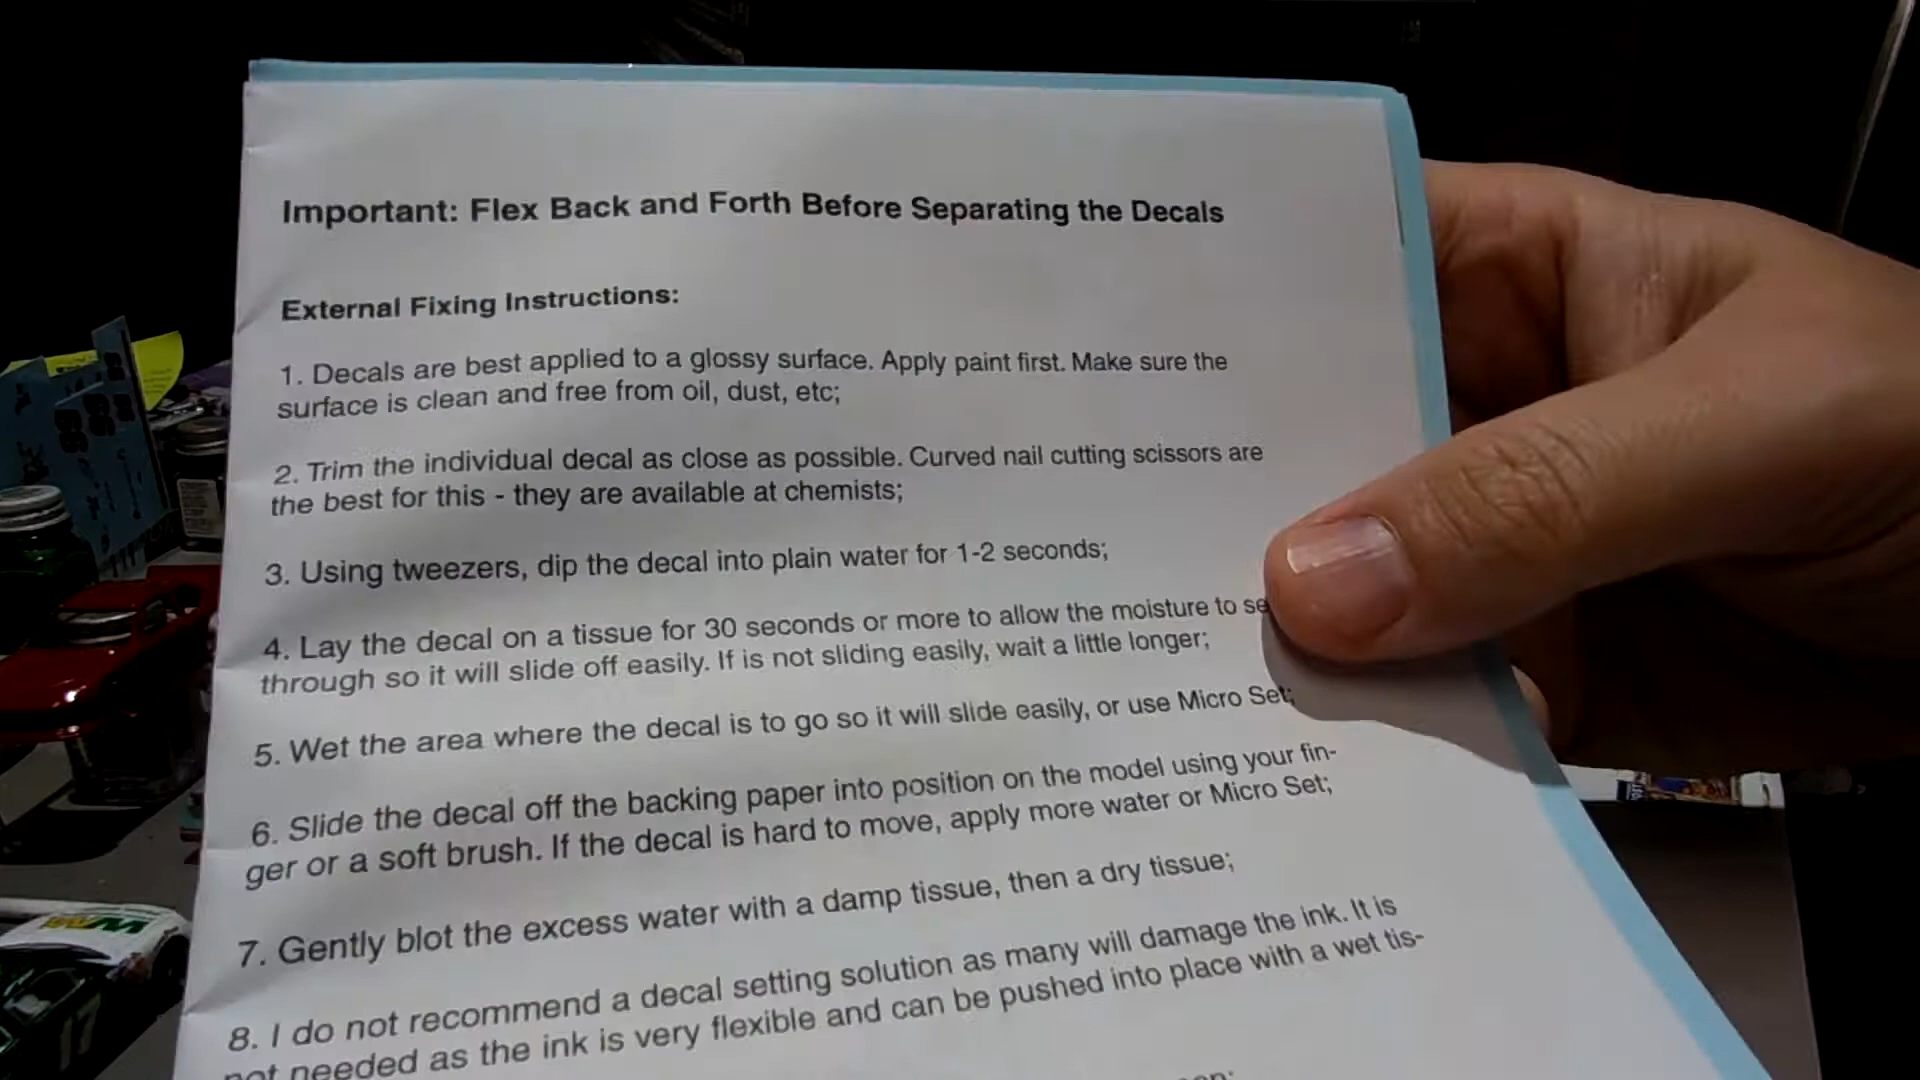 Important: Flex Back and Forth Before Separating the Decals
External Fixing Instructions:
1. Decals are best applied to a glossy surface. Apply paint first. Make sure the
surface is clean and free from oil, dust, etc;
2. Trim the individual decal as close as possible. Curved nail cutting scissors are
the best for this - they are available at chemists;
3. Using tweezers, dip the decal into plain water for 1-2 seconds;
4. Lay the decal on a tissue for 30 seconds or more to allow the moisture to
through so it will slide off easily. If is not sliding easily, wait a little longer;
5. Wet the area where the decal is to go so it will slide easily, or use Micro Set;
6. Slide the decal off the backing paper into position on the model using your fin-
ger or a soft brush. If the decal is hard to move, apply more water or Micro Set;
7. Gently blot the excess water with a damp tissue, then a dry tissue;
8. I do not recommend a decal setting solution as many will damage the ink. It is
not needed as the ink is very flexible and can be pushed into place with a wet tis-
17